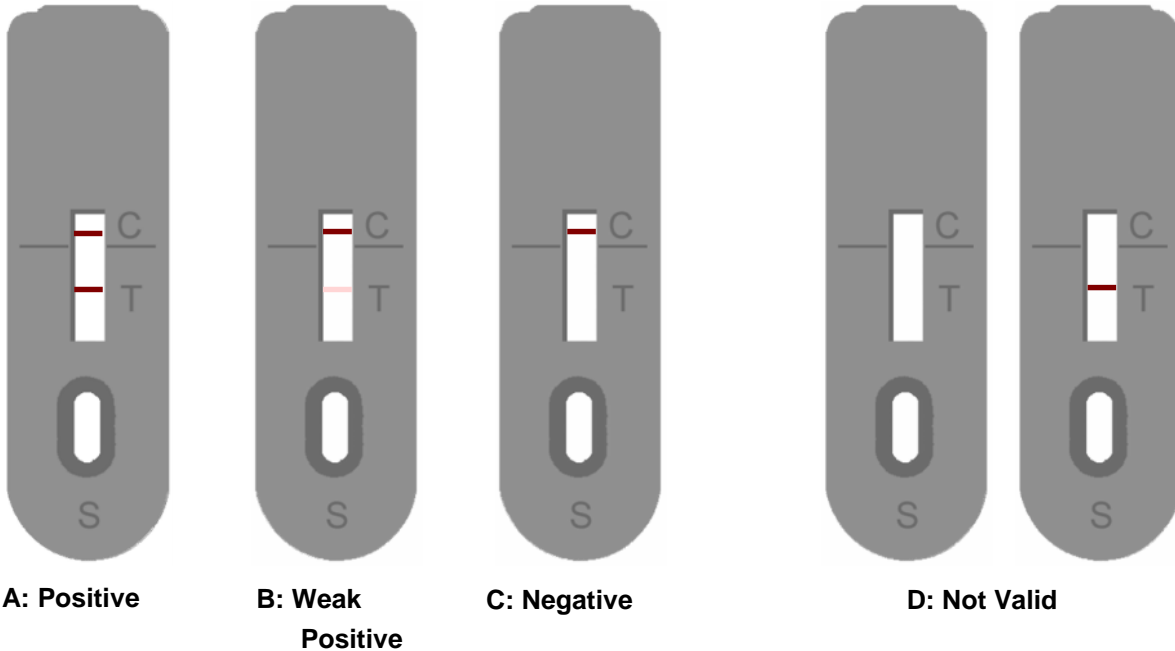 C
T
S
C
T
S
C
T
S
C
T
S
C
T
S
A: Positive
B: Weak
Positive
C: Negative
D: Not Valid